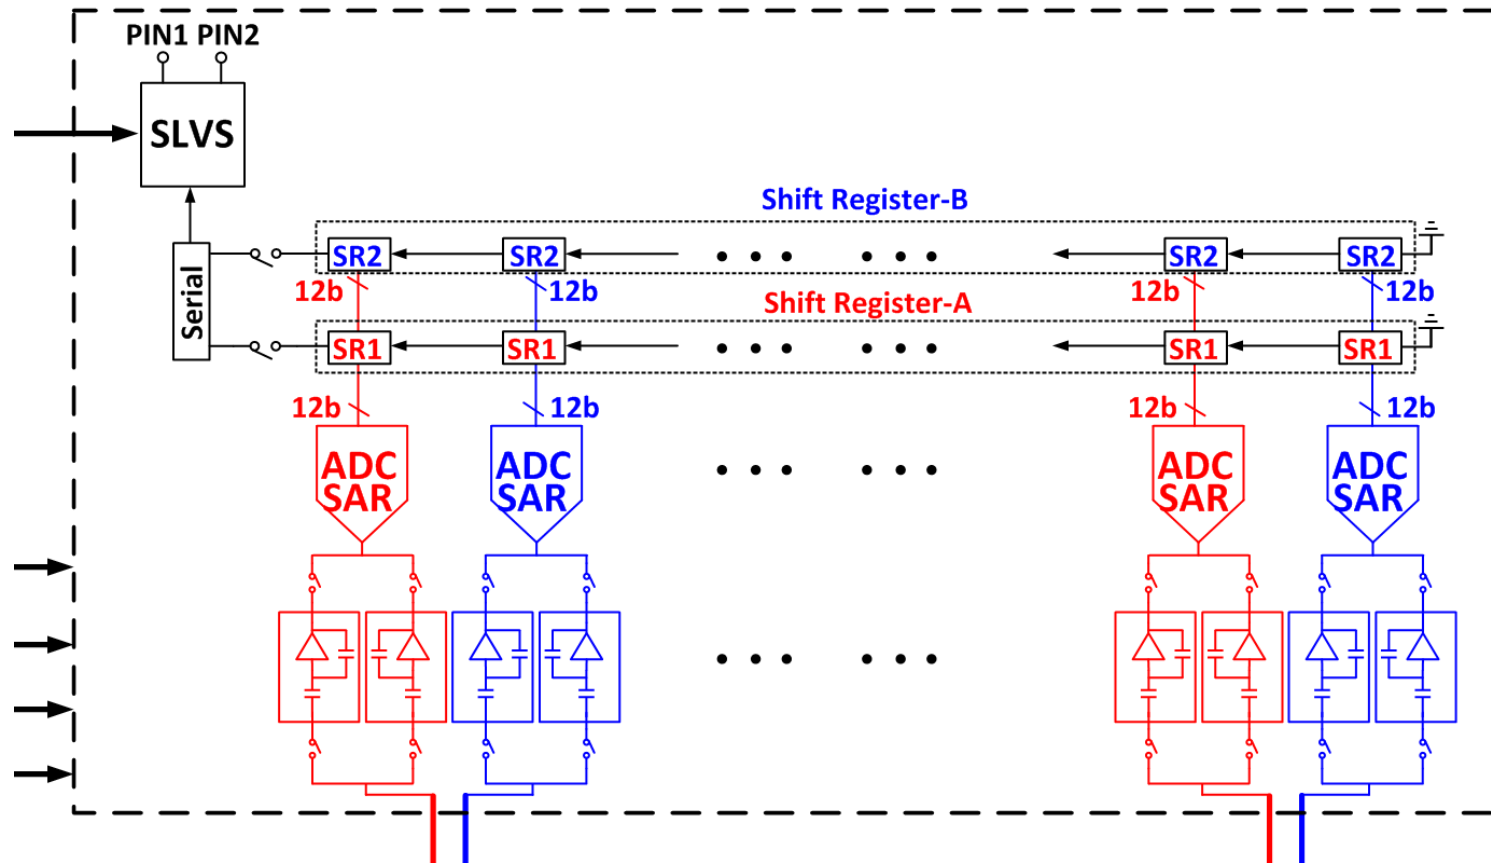 PIN1 PIN2
SLVS
Shift Register-B
SR2 SR2 SR2 SR2
12b 12b 12b 12b
Serial
Shift Register-A
SR1 SR1 SR1 SR1
12b 12b 12b 12b
ADC ADC ADC ADC
SAR SAR SAR SAR